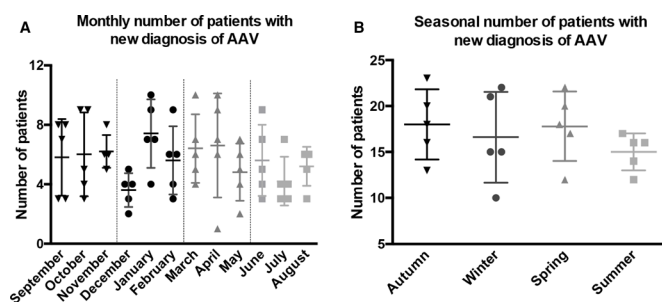 A
Monthly number of patients with
new diagnosis of AAV
Number of patients
12
8
4
0
September
October
November
December
January
February
March
April
May
June
July
August
B
Seasonal number of patients with
new diagnosis of AAV
Number of patients
25
20
15
10
5
Autumn
Winter
Spring
Summer